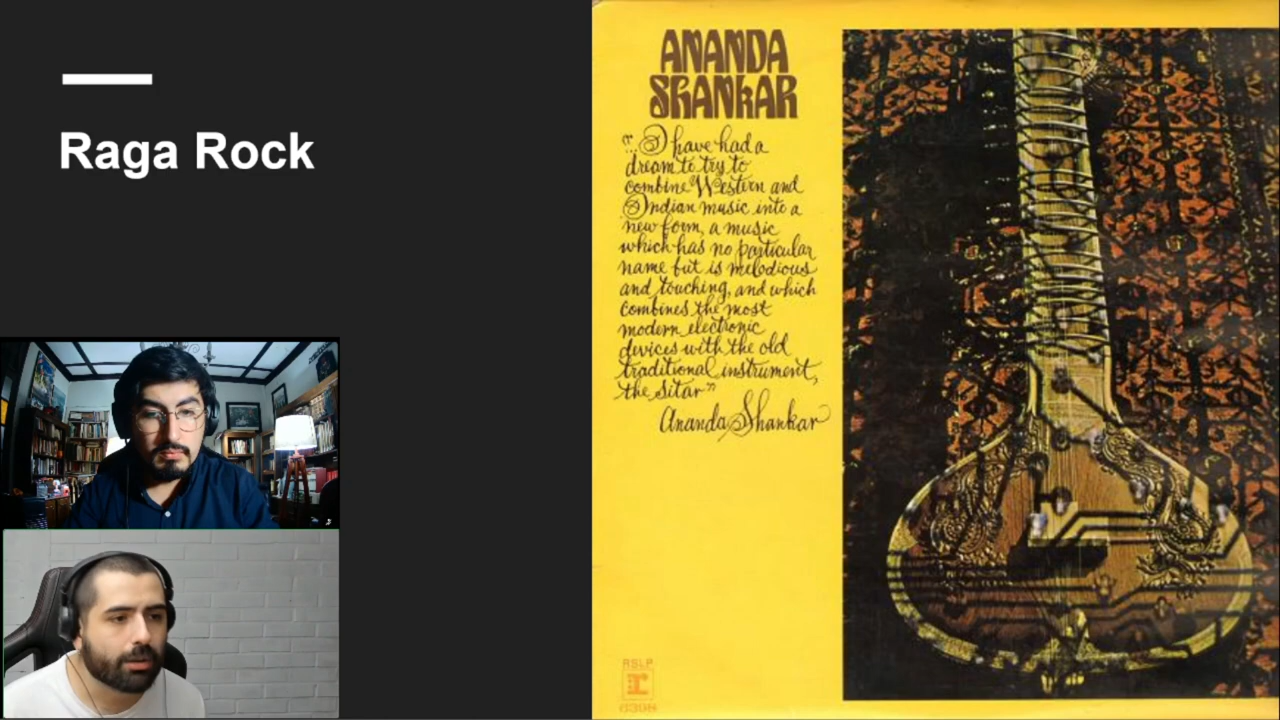 Raga Rock
ANANDA
SHANKAR
"...I have had a
dream to try to
combine Western and
Indian music into a
new form, a music
which has no particular
name but is melodious
and touching, and which
combines the most
modern electronic
devices with the old
traditional instrument,
the Sitar"
Ananda Shankar
RSLP
6398